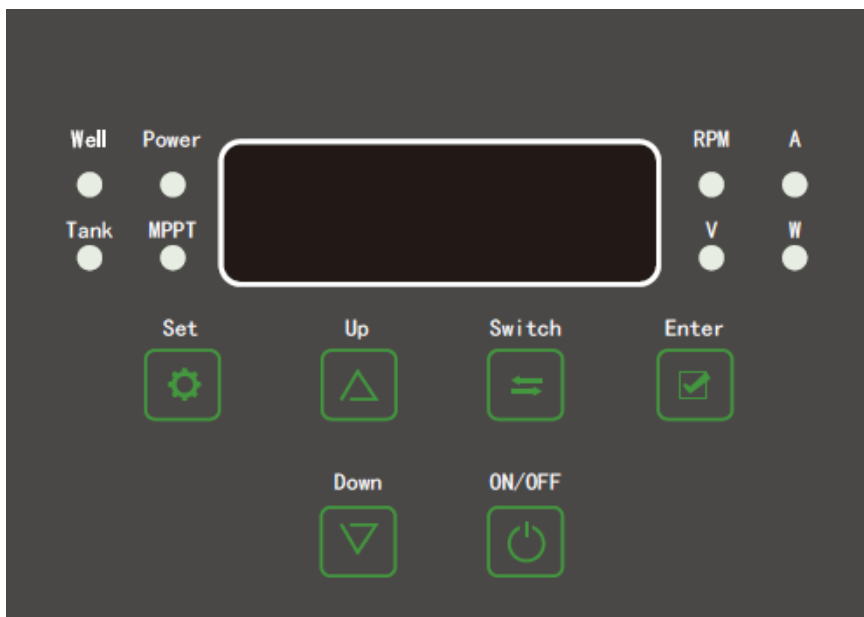 Well Power RPM A
Tank MPPT V W
Set Up Switch Enter
Down ON/OFF